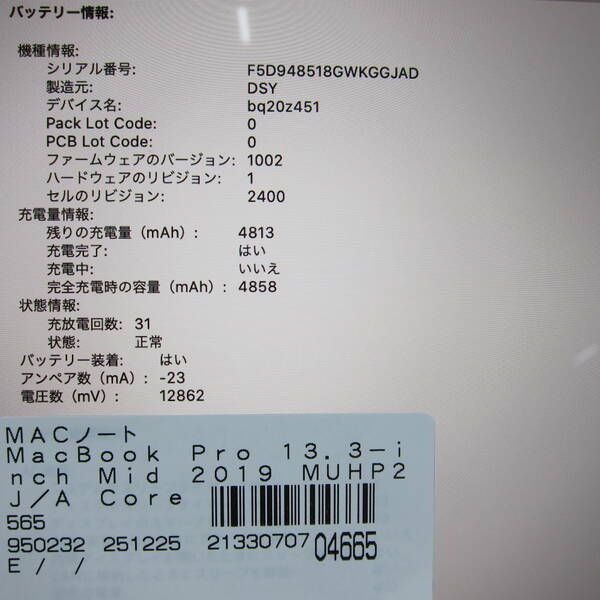 バッテリー情報:
機種情報:
シリアル番号: F5D948518GWKGGJAD
製造元: DSY
デバイス名: bq20z451
Pack Lot Code: 0
PCB Lot Code: 0
ファームウェアのバージョン: 1002
ハードウェアのリビジョン: 1
セルのリビジョン: 2400
充電量情報:
残りの充電量（mAh）: 4813
充電完了: はい
充電中: いいえ
完全充電時の容量（mAh）: 4858
状態情報:
充放電回数: 31
状態: 正常
バッテリー装着: はい
アンペア数（mA）: -23
電圧数（mV）: 12862
MACノート
MacBook Pro 13.3-i
nch Mid 2019 MUHP2
J/A Core
565
950232 251225 21330707 04665
E / /